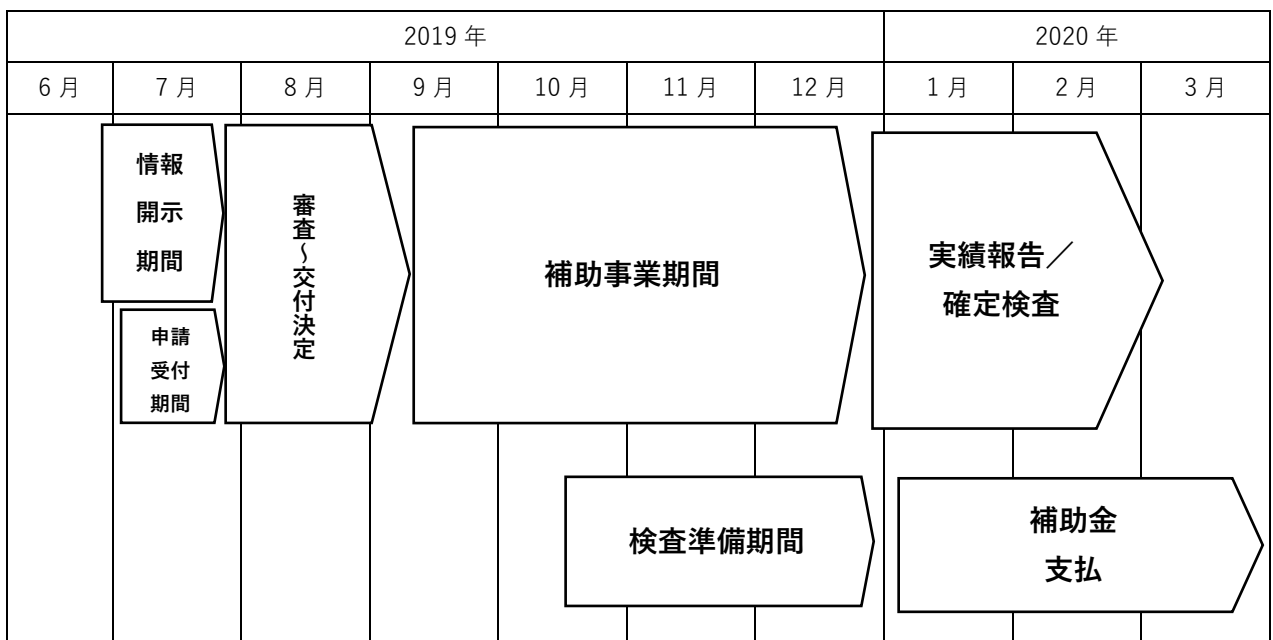 2019 年
2020 年
6 月
7 月
8 月
9 月
10 月
11 月
12 月
1 月
2 月
3 月
情報
開示
期間
申請
受付
期間
審査～交付決定
補助事業期間
実績報告／
確定検査
検査準備期間
補助金
支払